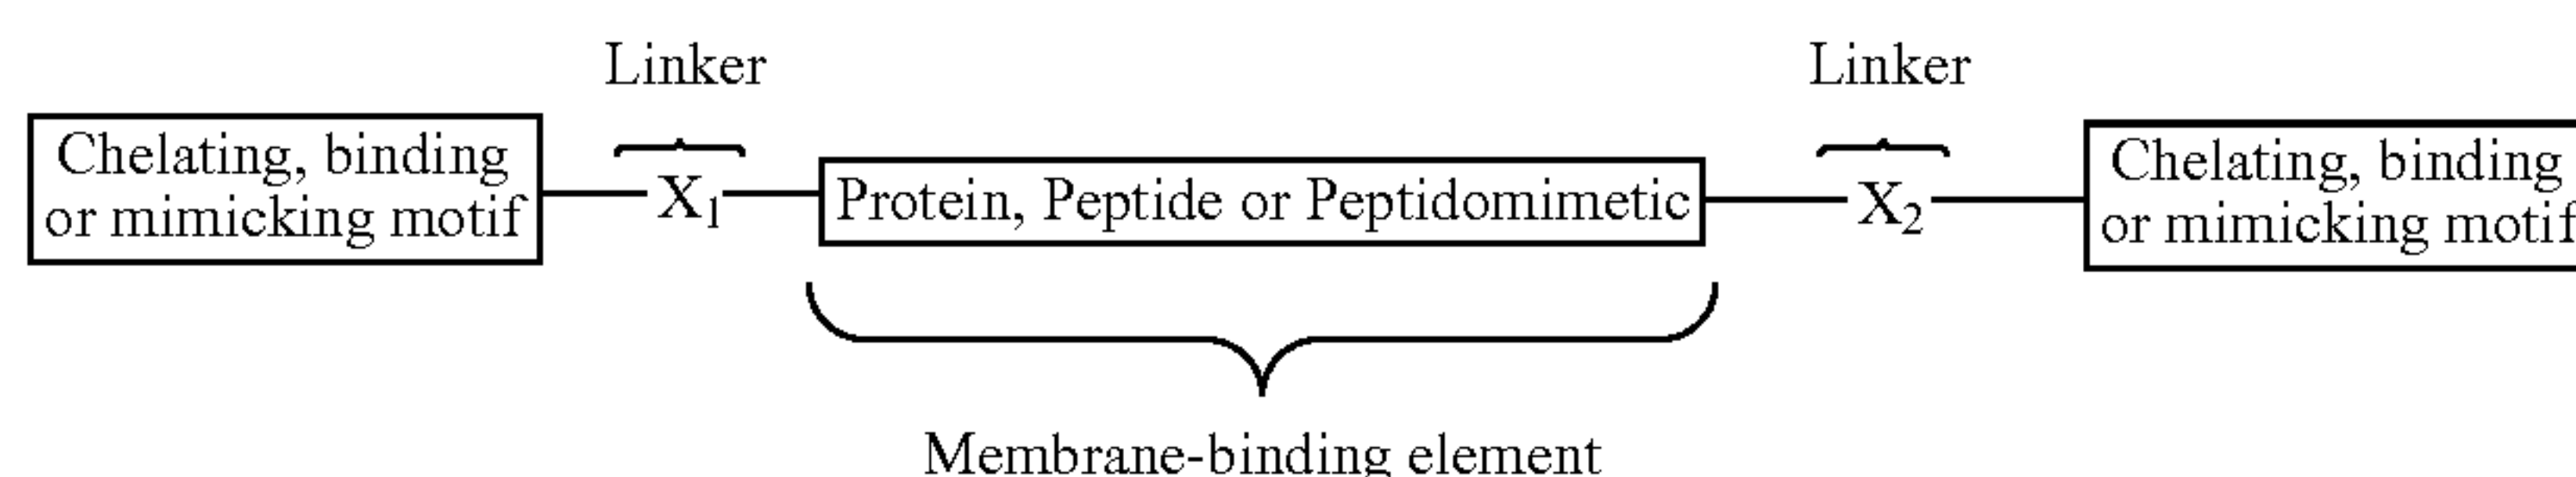 Linker
Linker
Chelating, binding
or mimicking motif
X₁
Protein, Peptide or Peptidomimetic
X₂
Chelating, binding
or mimicking motif
Membrane-binding element